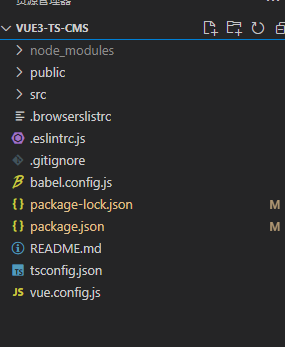 资源管理器
VUE3-TS-CMS
node_modules
public
src
.browserslistrc
.eslintrc.js
.gitignore
babel.config.js
package-lock.json M
package.json M
README.md
tsconfig.json
vue.config.js